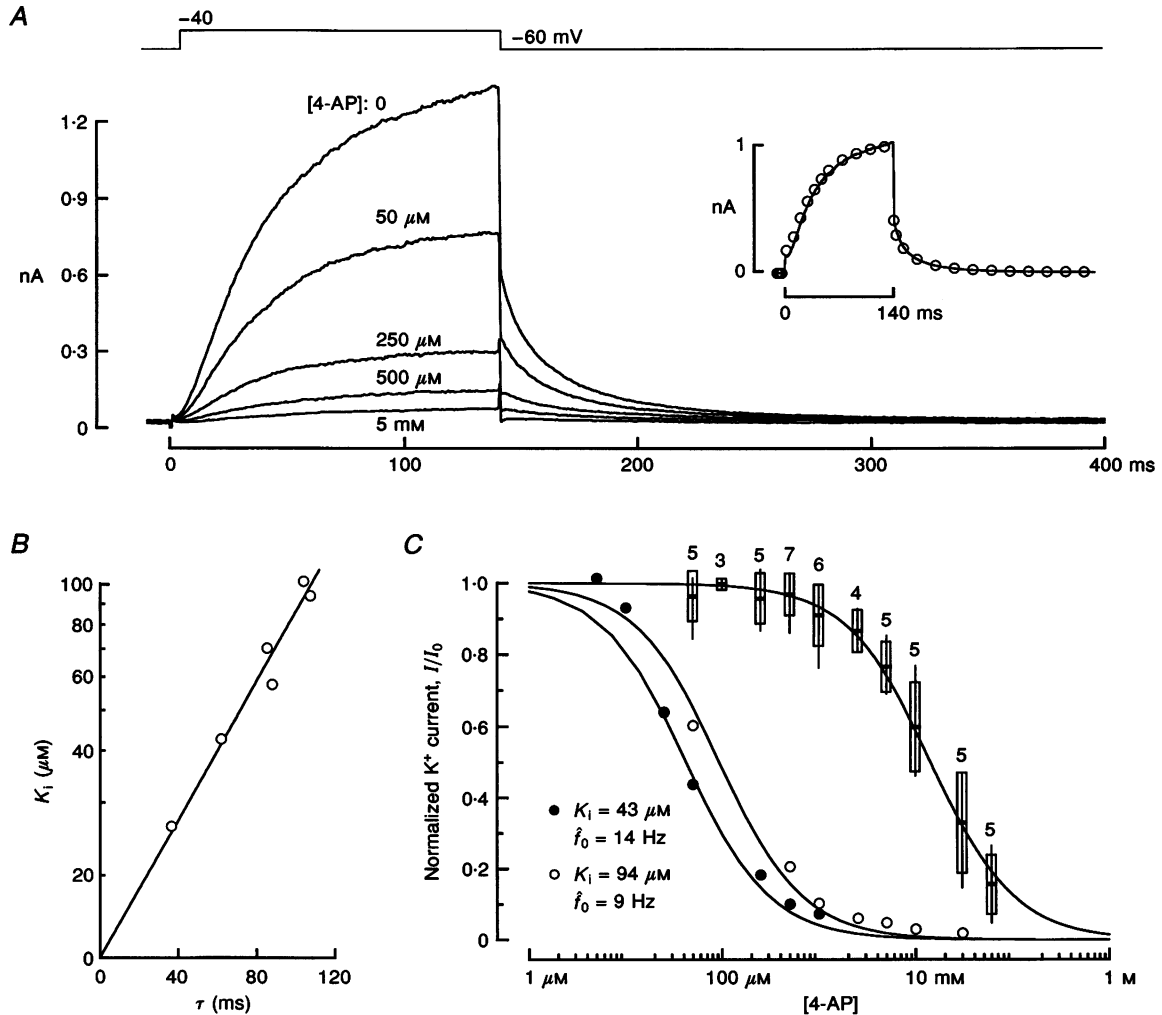 A
−40
−60 mV
[4-AP]: 0
1·2
0·9
0·6
0·3
0
nA
50 μM
250 μM
500 μM
5 mM
0
100
200
300
400 ms
1
nA
0
0
140 ms
B
Ki (μM)
100
80
60
40
20
0
0
40
80
120
τ (ms)
C
Normalized K+ current, I/I0
1·0
0·8
0·6
0·4
0·2
0
5
3
5
7
6
4
5
5
5
5
Ki = 43 μM
f̂0 = 14 Hz
Ki = 94 μM
f̂0 = 9 Hz
1 μM
100 μM
10 mM
1 M
[4-AP]